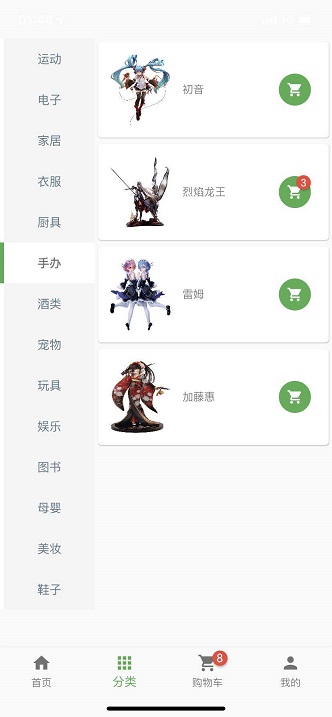 运动
电子
家居
衣服
厨具
手办
酒类
宠物
玩具
娱乐
图书
母婴
美妆
鞋子
初音
烈焰龙王
3
雷姆
加藤惠
首页
分类
购物车
8
我的